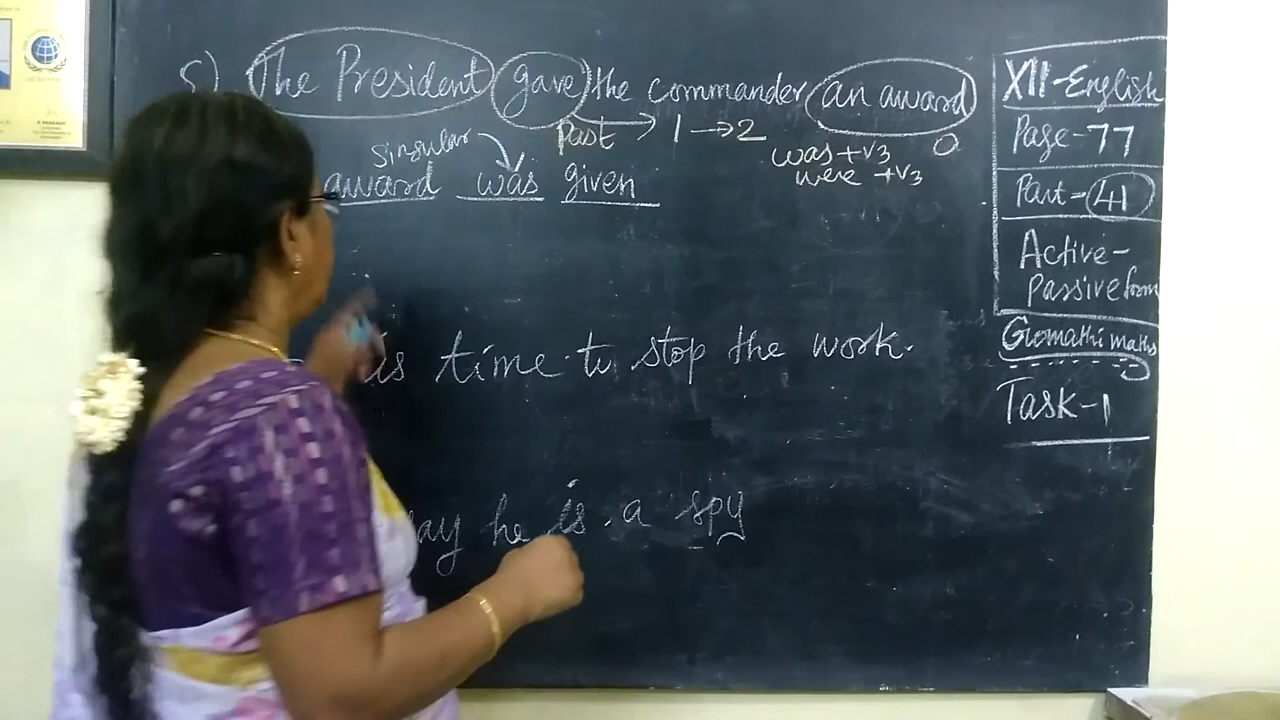 5) The President gave the commander an award
Past 1 → 2
singular
was + v3
were + v3
O
award was given
is time to stop the work.
say he is a spy
XII-English
Page-77
Part-41
Active-
Passive form
Gomathi maths
Task-1